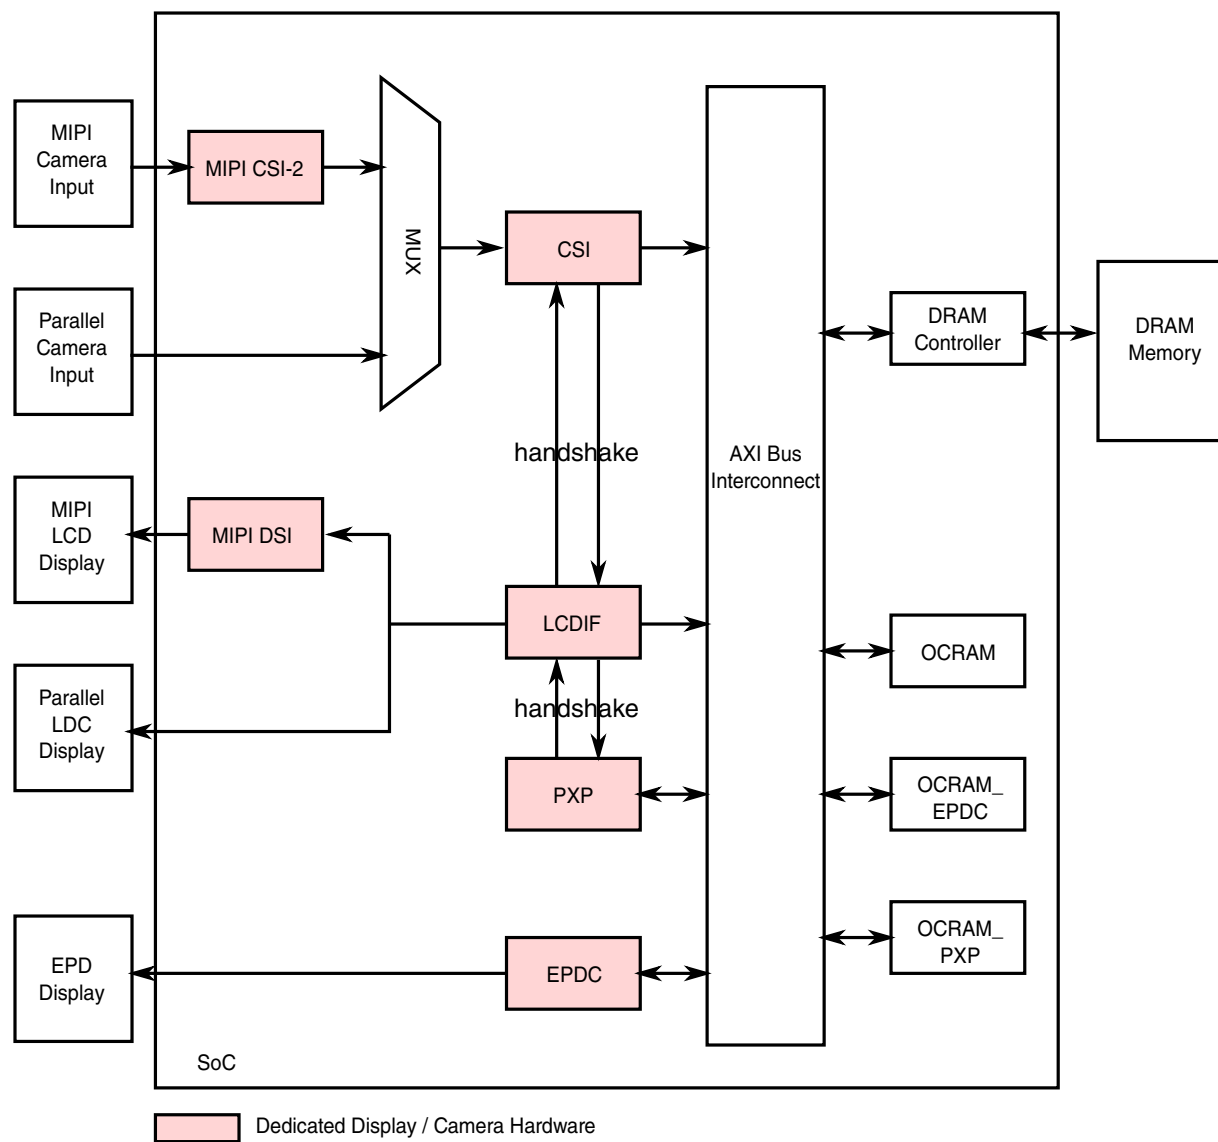 MIPI
Camera
Input
MIPI CSI-2
MUX
CSI
Parallel
Camera
Input
DRAM
Controller
DRAM
Memory
handshake
AXI Bus
Interconnect
MIPI
LCD
Display
MIPI DSI
LCDIF
OCRAM
Parallel
LDC
Display
handshake
PXP
OCRAM_
EPDC
EPD
Display
EPDC
OCRAM_
PXP
SoC
Dedicated Display / Camera Hardware